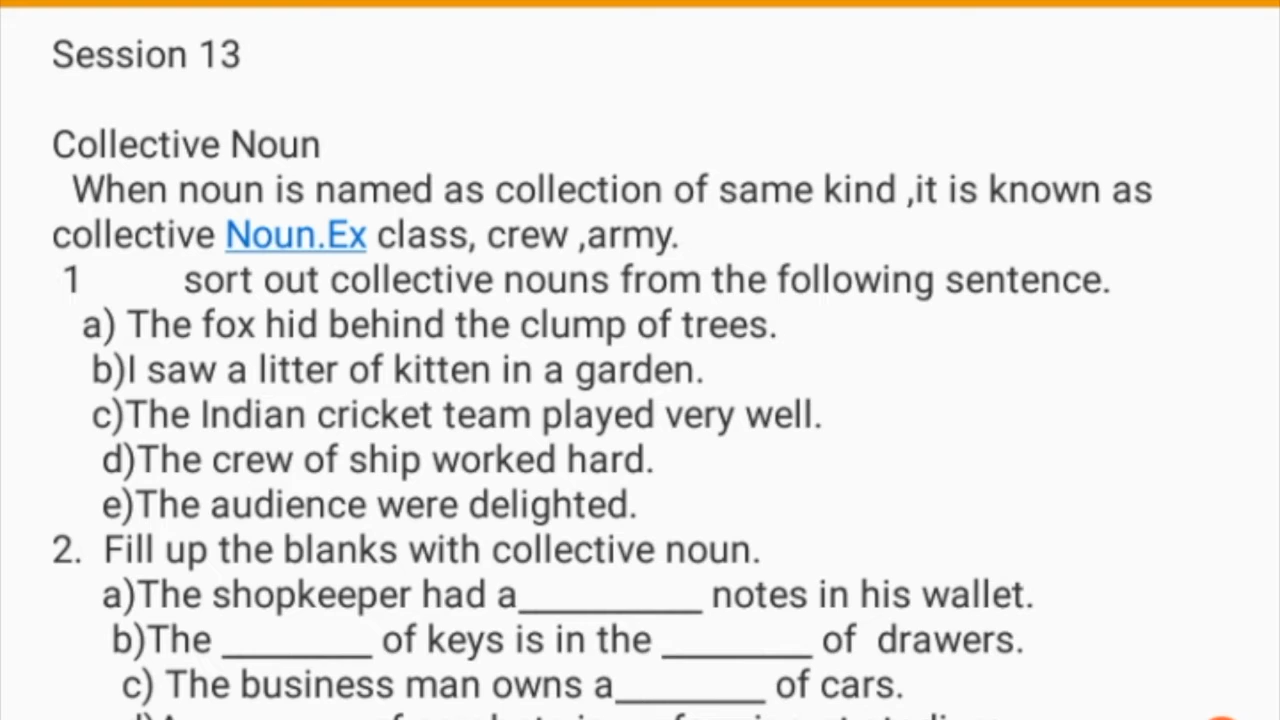 Session 13
Collective Noun
When noun is named as collection of same kind ,it is known as
collective Noun.Ex class, crew ,army.
1 sort out collective nouns from the following sentence.
a) The fox hid behind the clump of trees.
b)I saw a litter of kitten in a garden.
c)The Indian cricket team played very well.
d)The crew of ship worked hard.
e)The audience were delighted.
2. Fill up the blanks with collective noun.
a)The shopkeeper had a_________ notes in his wallet.
b)The ________ of keys is in the ________ of drawers.
c) The business man owns a________ of cars.